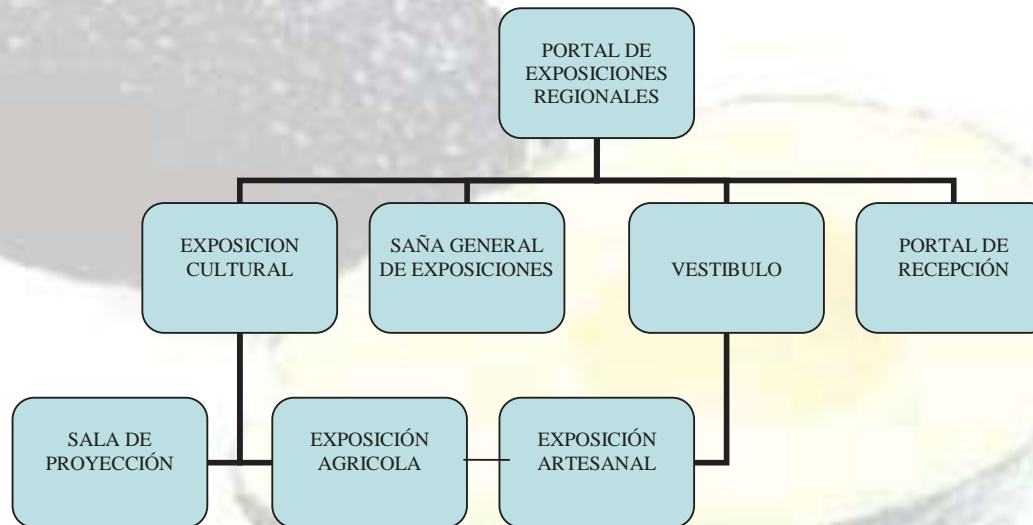 PORTAL DE
EXPOSICIONES
REGIONALES
EXPOSICION
CULTURAL
SAÑA GENERAL
DE EXPOSICIONES
VESTIBULO
PORTAL DE
RECEPCIÓN
SALA DE
PROYECCIÓN
EXPOSICIÓN
AGRICOLA
EXPOSICIÓN
ARTESANAL